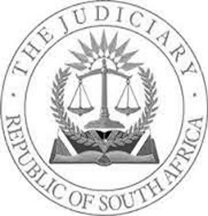 · THE JUDICIARY ·
REPUBLIC OF SOUTH AFRICA